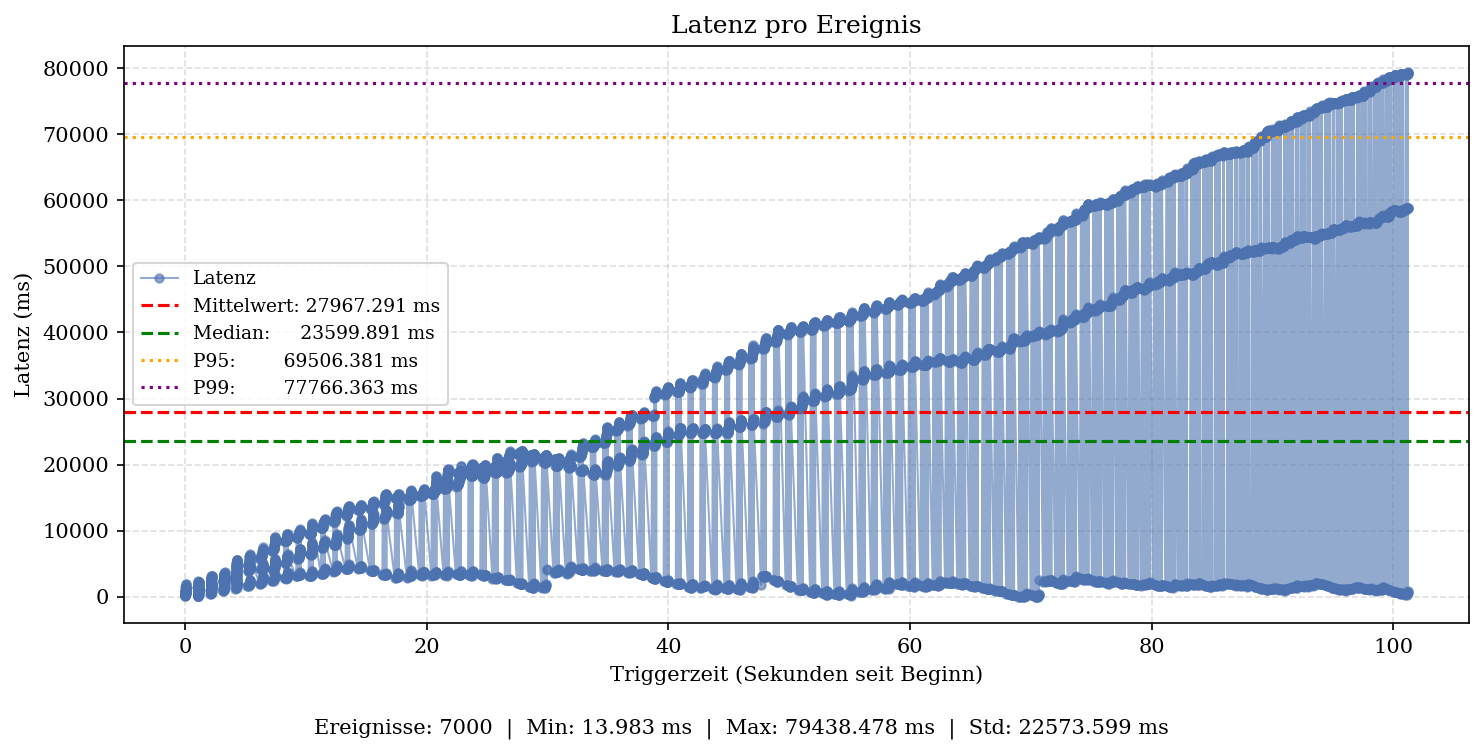 Latenz pro Ereignis
80000
70000
60000
50000
40000
30000
20000
10000
0
Latenz (ms)
Latenz
Mittelwert: 27967.291 ms
Median: 23599.891 ms
P95: 69506.381 ms
P99: 77766.363 ms
0 20 40 60 80 100
Triggerzeit (Sekunden seit Beginn)
Ereignisse: 7000 | Min: 13.983 ms | Max: 79438.478 ms | Std: 22573.599 ms